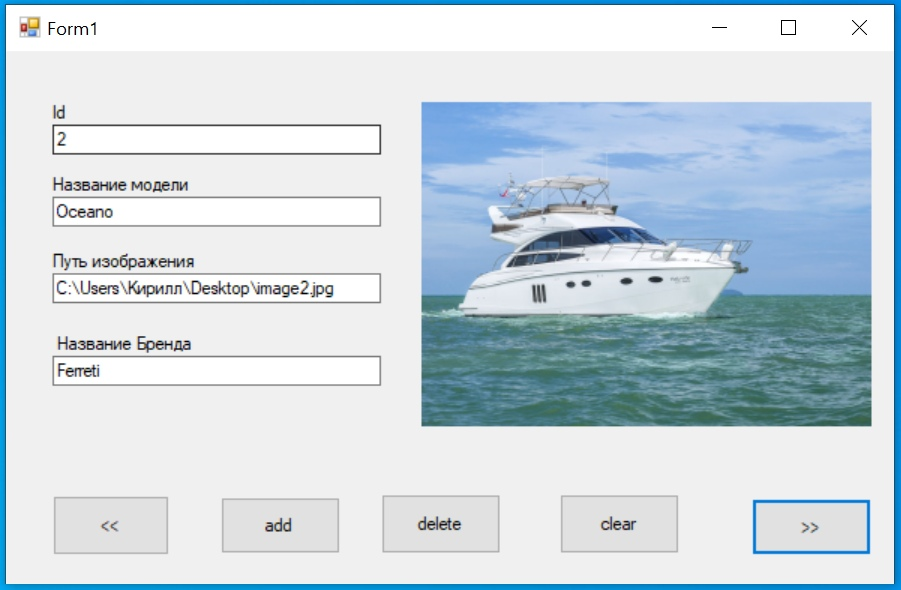 Form1
Id
2
Название модели
Oceano
Путь изображения
C:\Users\Кирилл\Desktop\image2.jpg
Название Бренда
Ferreti
<<
add
delete
clear
>>